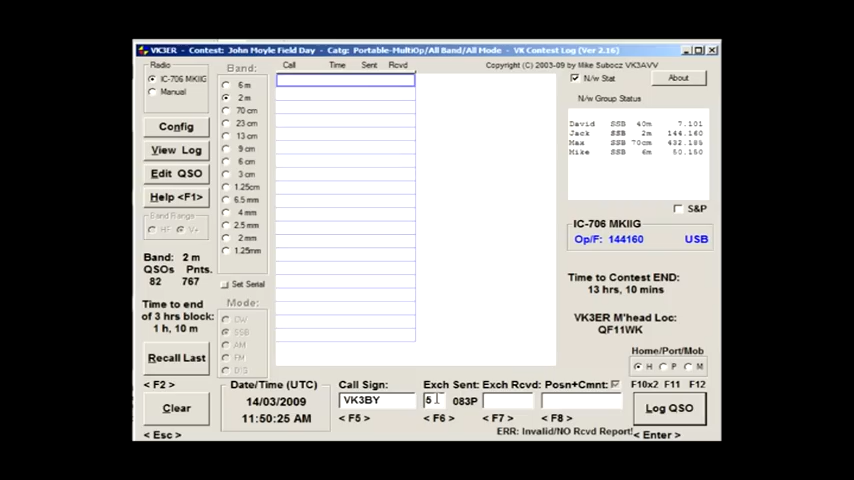 VK3ER - Contest: John Moyle Field Day - Catg: Portable-MultiOp/All Band/All Mode - VK Contest Log (Ver 2.16)
Copyright (C) 2003-09 by Mike Subocz VK3AVV
Radio
IC-706 MKIIG
Manual
Config
View Log
Edit QSO
Help <F1>
Band Range
HF V+
Band: 2 m
QSOs Pnts.
82 767
Time to end
of 3 hrs block:
1 h, 10 m
Recall Last
< F2 >
Clear
< Esc >
Band:
6 m
2 m
70 cm
23 cm
13 cm
9 cm
6 cm
3 cm
1.25cm
6.5 mm
4 mm
2.5 mm
2 mm
1.25mm
Set Serial
Mode:
CW
SSB
AM
FM
DIG
Call Time Sent Rcvd
N/w Stat
About
N/w Group Status
David SSB 40m 7.101
Jack SSB 2m 144.160
Max SSB 70cm 432.185
Mike SSB 6m 50.150
S&P
IC-706 MKIIG
Op/F: 144160 USB
Time to Contest END:
13 hrs, 10 mins
VK3ER M'head Loc:
QF11WK
Home/Port/Mob
H P M
F10x2 F11 F12
Date/Time (UTC)
14/03/2009
11:50:25 AM
Call Sign:
VK3BY
< F5 >
Exch Sent:
5 083P
< F6 >
Exch Rcvd:
< F7 >
Posn+Cmnt:
< F8 >
Log QSO
< Enter >
ERR: Invalid/NO Rcvd Report!